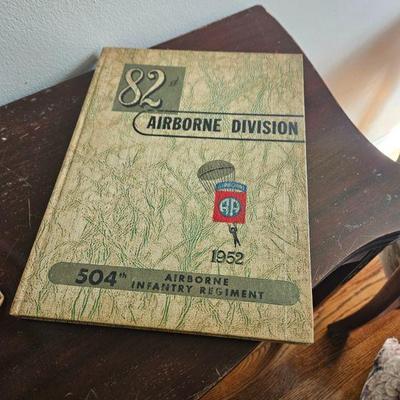 82nd
AIRBORNE DIVISION
AIRBORNE
AA
1952
504th AIRBORNE
INFANTRY REGIMENT